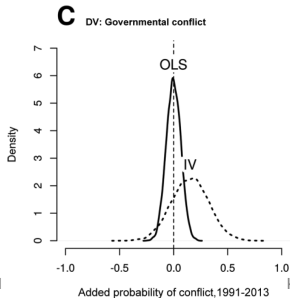 C DV: Governmental conflict
7
6
5
4
3
2
1
0
Density
OLS
IV
-1.0 -0.5 0.0 0.5 1.0
Added probability of conflict,1991-2013